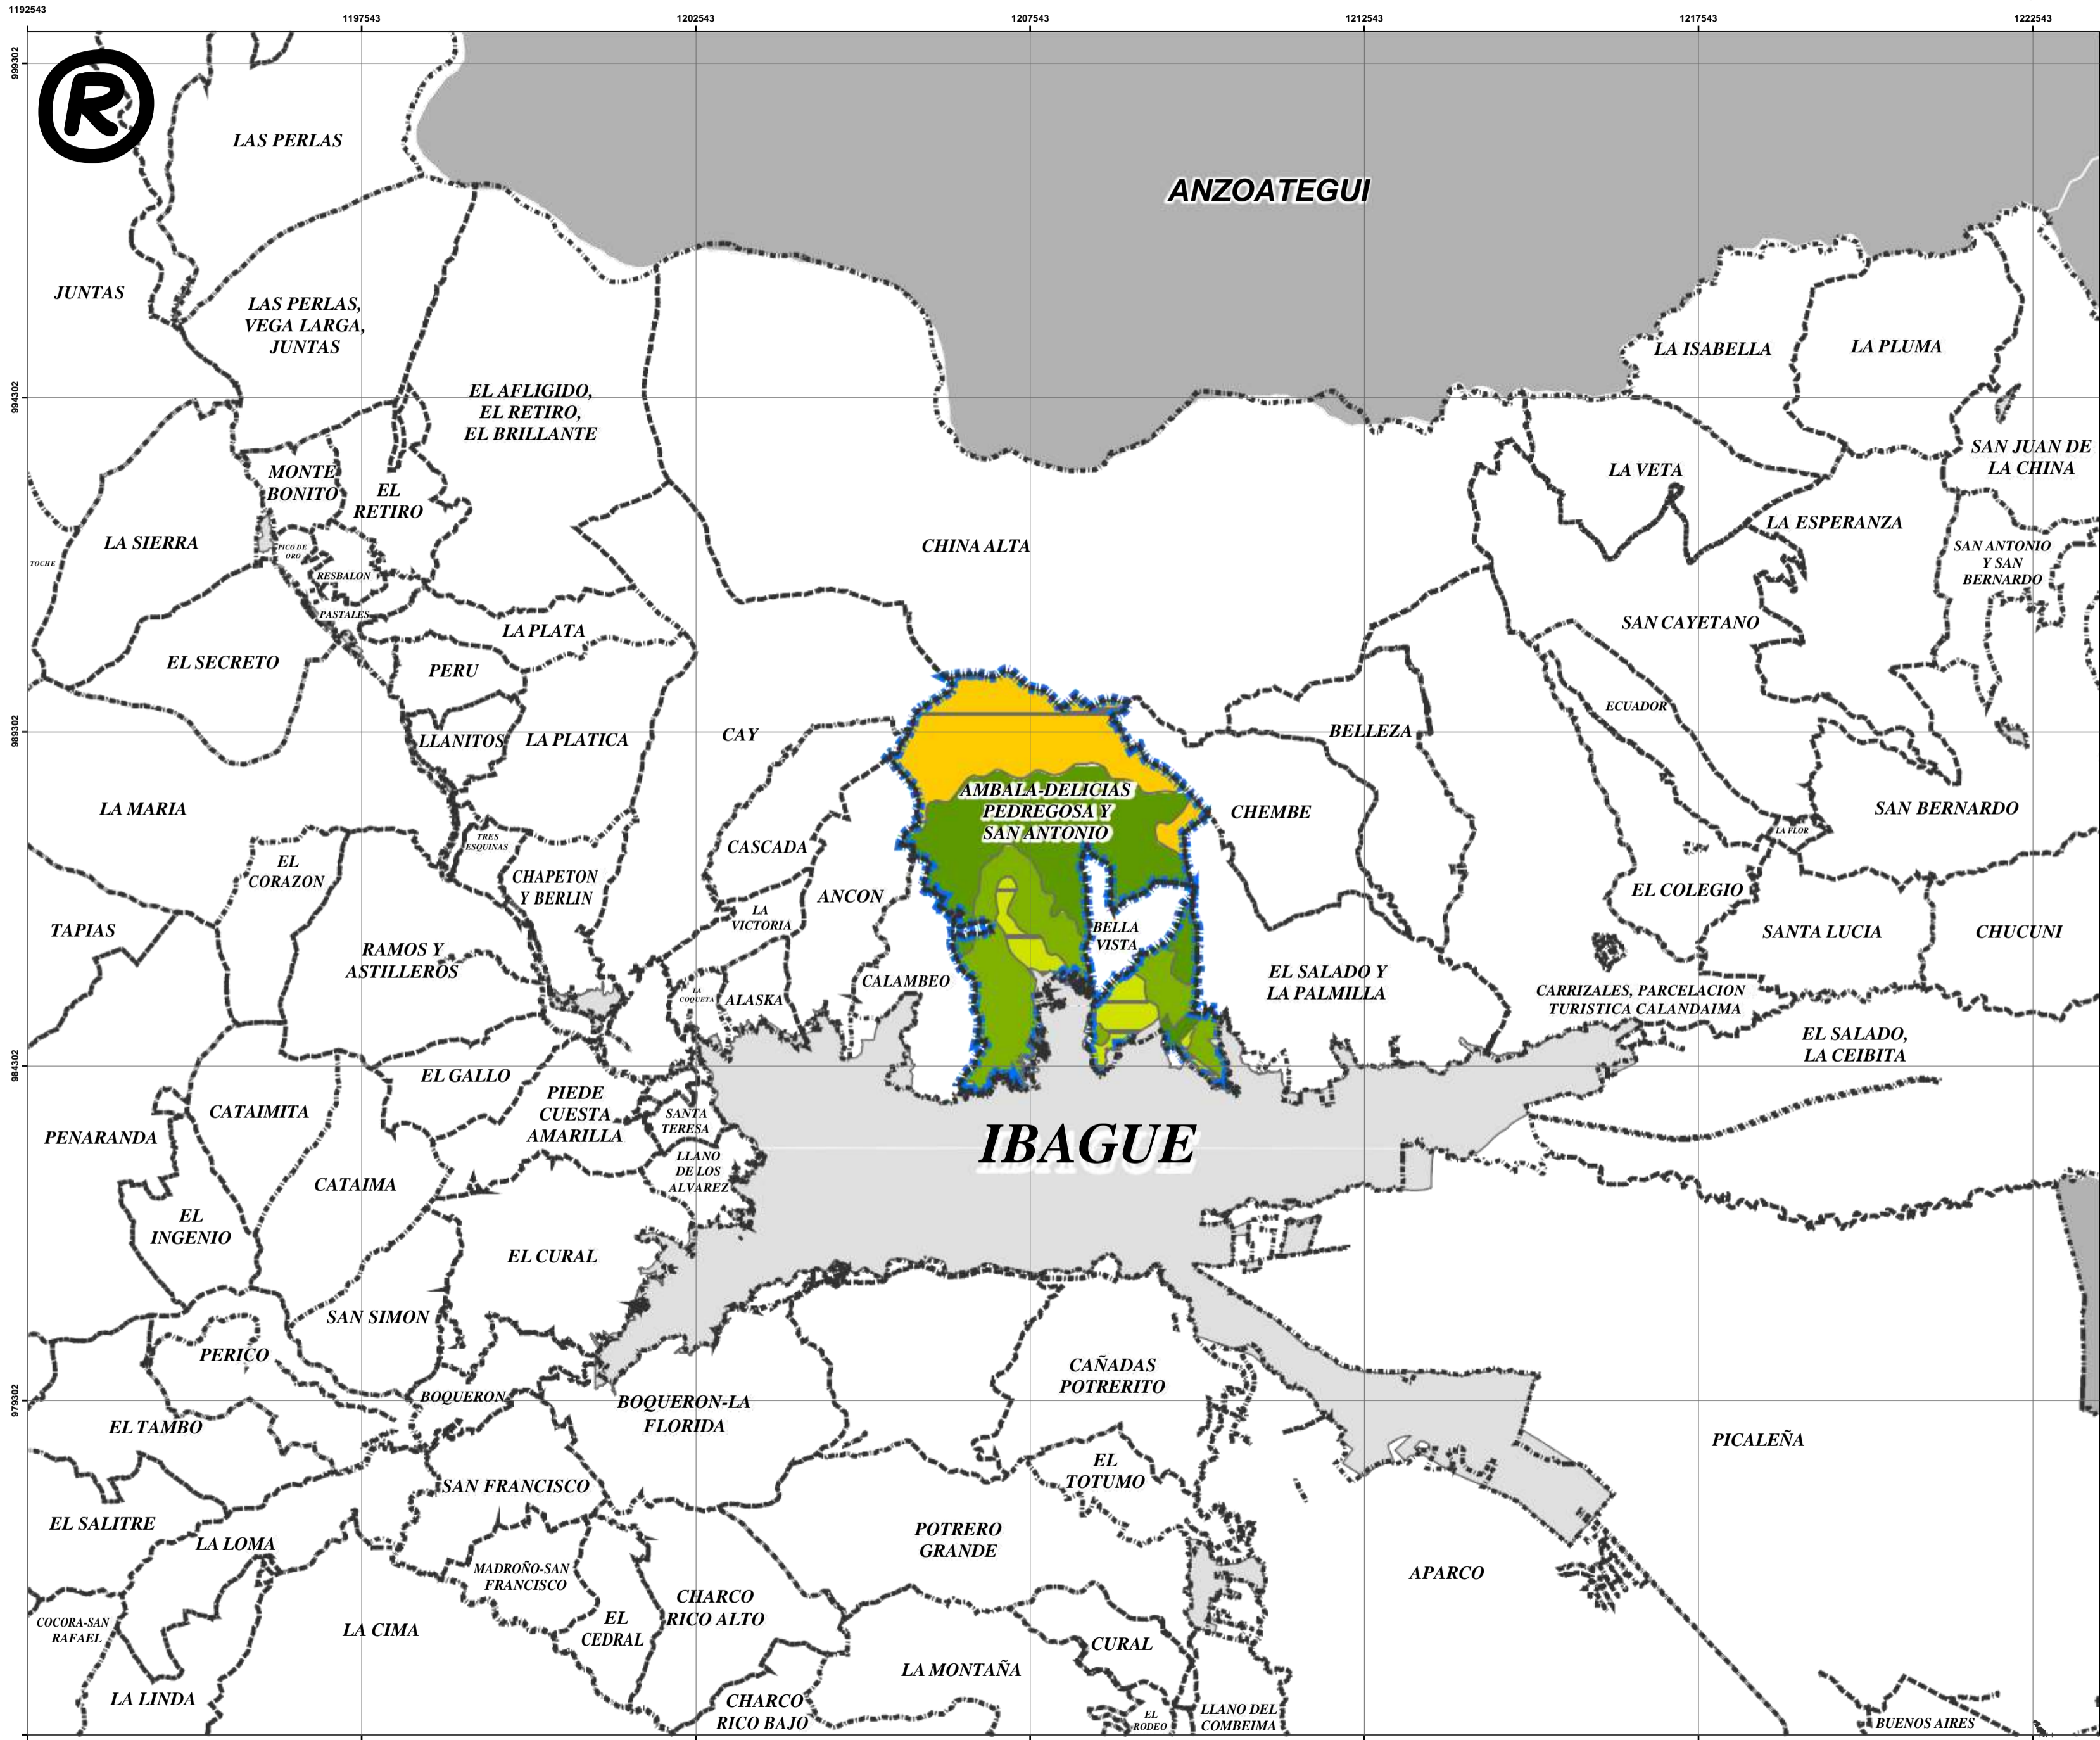 1192543
1197543
1202543
1207543
1212543
1217543
1222543
999302
994302
989302
984302
979302
®
LAS PERLAS
ANZOATEGUI
JUNTAS
LAS PERLAS,
VEGA LARGA,
JUNTAS
EL AFLIGIDO,
EL RETIRO,
EL BRILLANTE
LA ISABELLA
LA PLUMA
MONTE
BONITO
EL
RETIRO
LA SIERRA
PICO DE
ORO
RESBALON
PASTALES
TOCHE
CHINA ALTA
LA VETA
SAN JUAN DE
LA CHINA
LA ESPERANZA
SAN ANTONIO
Y SAN
BERNARDO
SAN CAYETANO
LA PLATA
EL SECRETO
PERU
LLANITOS
LA PLATICA
CAY
BELLEZA
ECUADOR
LA MARIA
AMBALA-DELICIAS
PEDREGOSA Y
SAN ANTONIO
CHEMBE
SAN BERNARDO
LA FLOR
TRES
ESQUINAS
CASCADA
EL
CORAZON
CHAPETON
Y BERLIN
ANCON
EL COLEGIO
LA
VICTORIA
BELLA
VISTA
TAPIAS
RAMOS Y
ASTILLEROS
SANTA LUCIA
CHUCUNI
CALAMBEO
EL SALADO Y
LA PALMILLA
LA
COQUETA
ALASKA
CARRIZALES, PARCELACION
TURISTICA CALANDAIMA
EL SALADO,
LA CEIBITA
EL GALLO
PIEDE
CUESTA
AMARILLA
CATAIMITA
SANTA
TERESA
PENARANDA
IBAGUE
LLANO
DE LOS
ALVAREZ
CATAIMA
EL
INGENIO
EL CURAL
SAN SIMON
PERICO
CAÑADAS
POTRERITO
BOQUERON
BOQUERON-LA
FLORIDA
EL TAMBO
PICALEÑA
EL
TOTUMO
SAN FRANCISCO
EL SALITRE
LA LOMA
POTRERO
GRANDE
MADROÑO-SAN
FRANCISCO
APARCO
CHARCO
RICO ALTO
COCORA-SAN
RAFAEL
LA CIMA
EL
CEDRAL
CURAL
LA MONTAÑA
LA LINDA
CHARCO
RICO BAJO
EL
RODEO
LLANO DEL
COMBEIMA
BUENOS AIRES